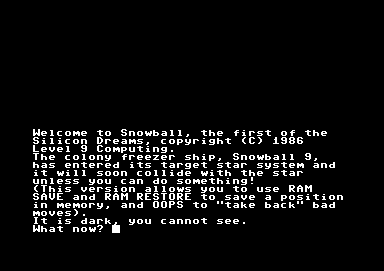 Welcome to Snowball, the first of the
Silicon Dreams, copyright (C) 1986
Level 9 Computing.
The colony freezer ship, Snowball 9,
has entered its target star system and
it will soon collide with the star
unless you can do something!
(This version allows you to use RAM
SAVE and RAM RESTORE to save a position
in memory, and OOPS to "take back" bad
moves).
It is dark, you cannot see.
What now?